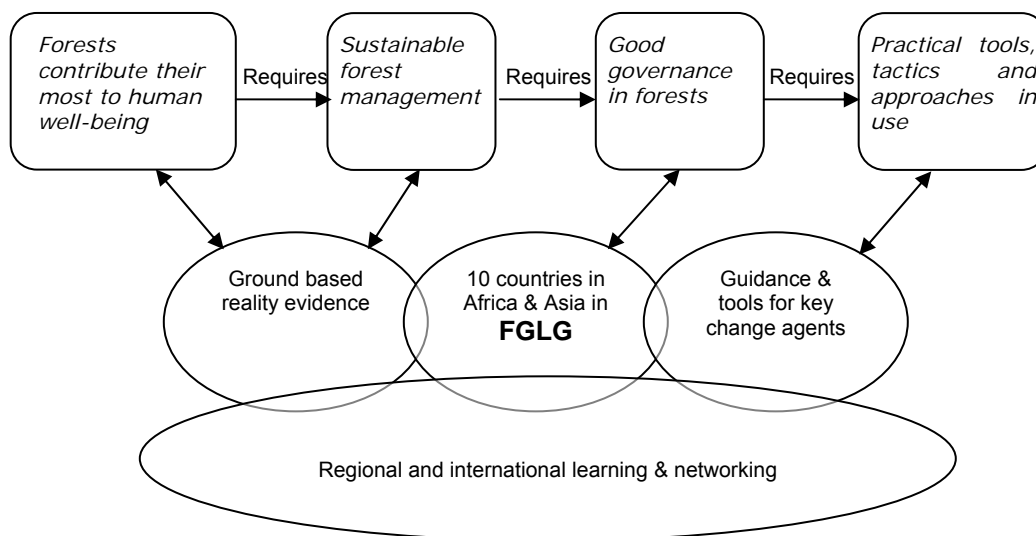 Forests
contribute their
most to human
well-being
Requires
Sustainable
forest
management
Requires
Good
governance
in forests
Requires
Practical tools,
tactics and
approaches in
use
Ground based
reality evidence
10 countries in
Africa & Asia in
FGLG
Guidance &
tools for key
change agents
Regional and international learning & networking